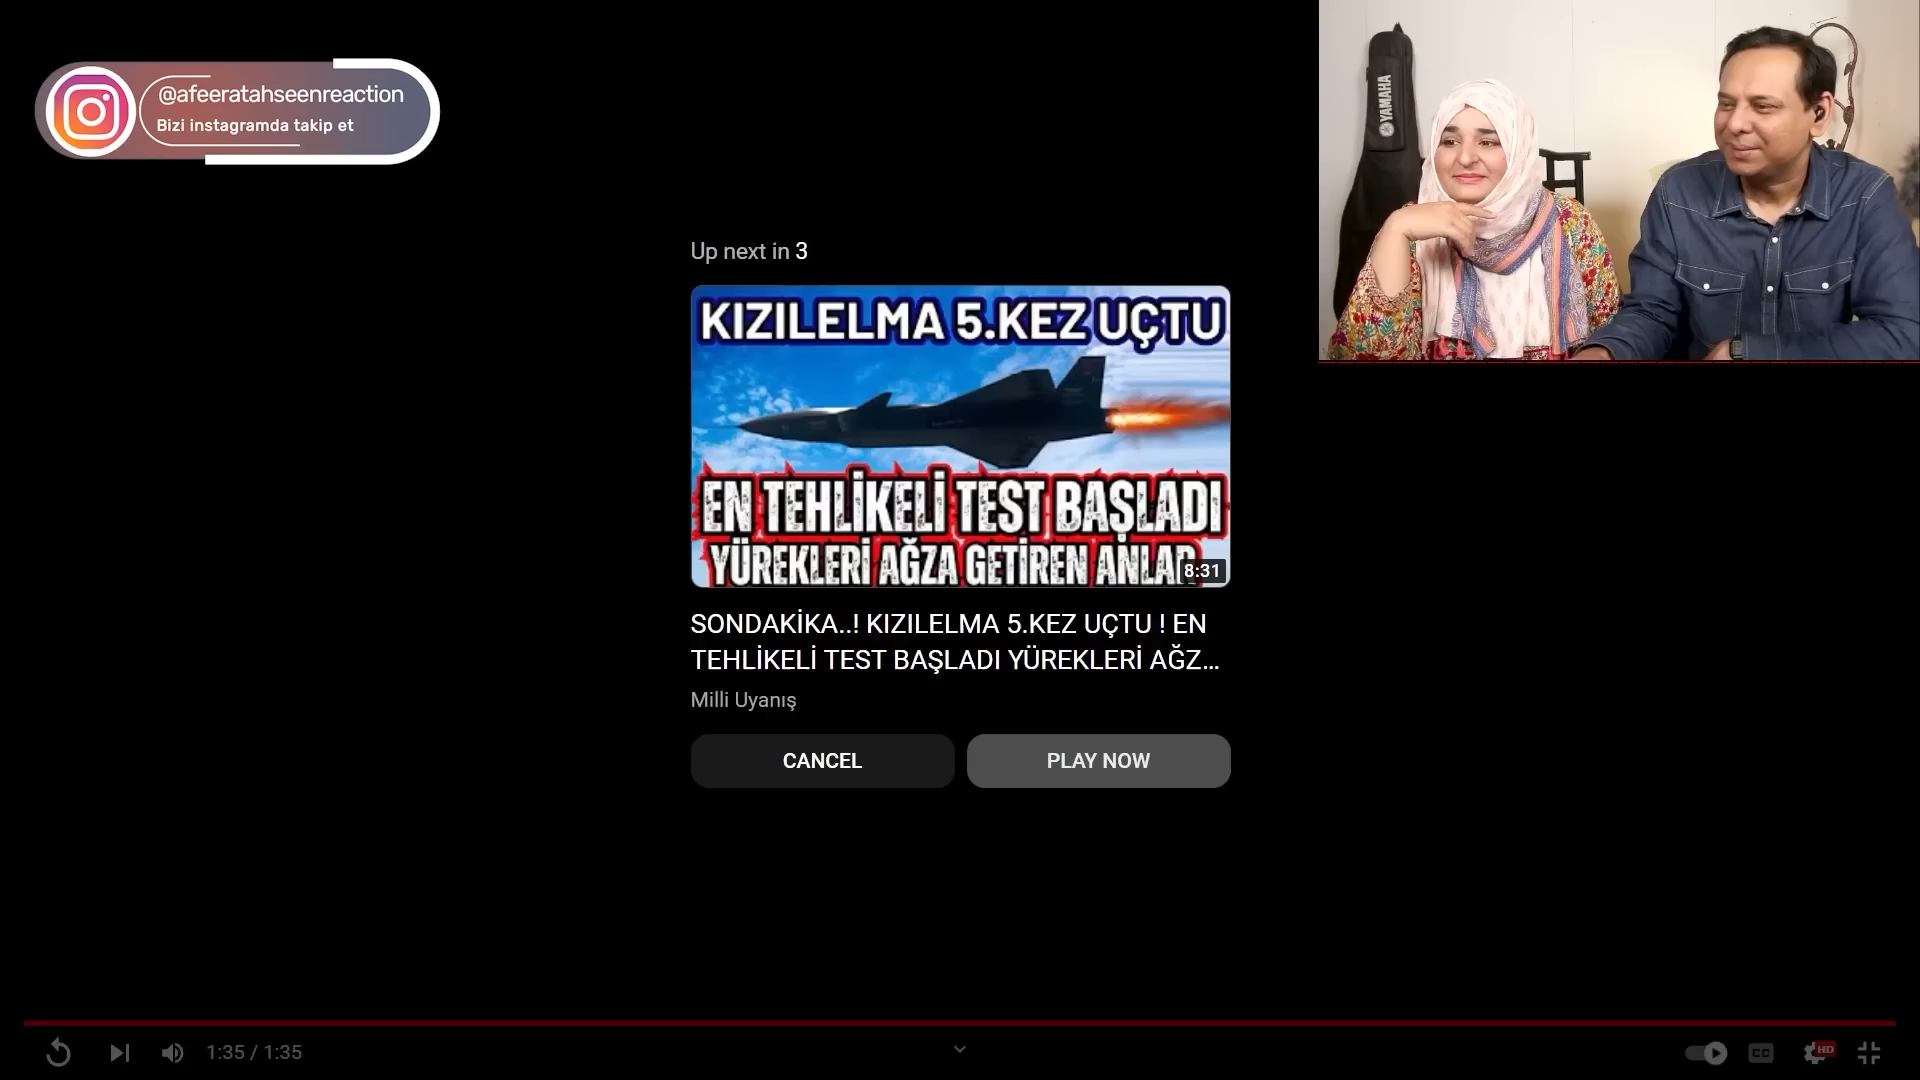 @afeeratahseenreaction
Bizi instagramda takip et
YAMAHA
Up next in 3
KIZILELMA 5.KEZ UÇTU
EN TEHLİKELİ TEST BAŞLADI
YÜREKLERİ AĞZA GETİREN ANLAR
8:31
SONDAKİKA..! KIZILELMA 5.KEZ UÇTU ! EN
TEHLİKELİ TEST BAŞLADI YÜREKLERİ AĞZ...
Milli Uyanış
CANCEL
PLAY NOW
1:35 / 1:35
CC
HD